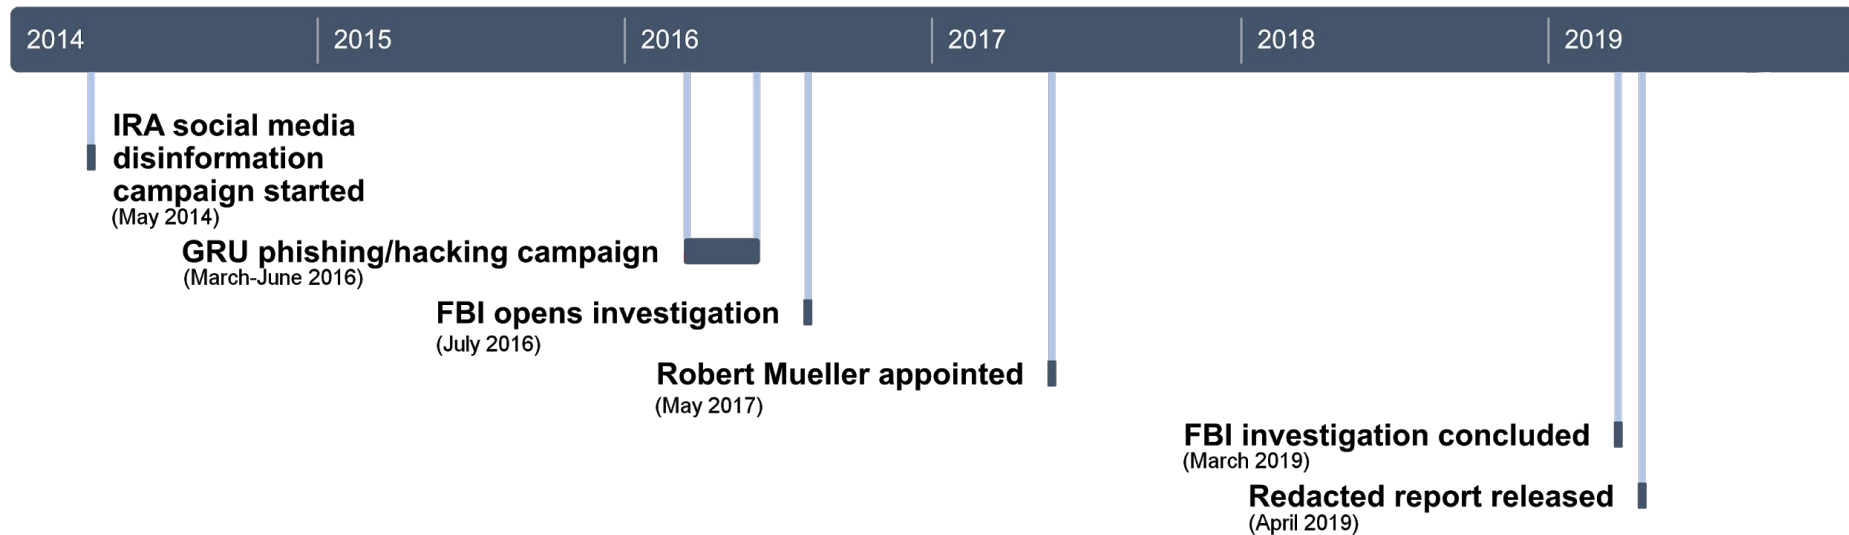 2014 2015 2016 2017 2018 2019
IRA social media
disinformation
campaign started
(May 2014)
GRU phishing/hacking campaign
(March-June 2016)
FBI opens investigation
(July 2016)
Robert Mueller appointed
(May 2017)
FBI investigation concluded
(March 2019)
Redacted report released
(April 2019)